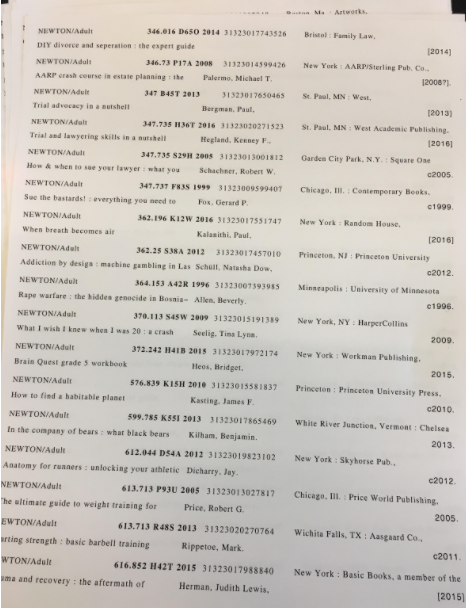 Boston, Ma : Artworks,
NEWTON/Adult 346.016 D65O 2014 31323017743526 Bristol : Family Law,
DIY divorce and seperation : the expert guide [2014]
NEWTON/Adult 346.73 P17A 2008 31323014599426 New York : AARP/Sterling Pub. Co.,
AARP crash course in estate planning : the Palermo, Michael T. [2008?].
NEWTON/Adult 347 B45T 2013 31323017650465 St. Paul, MN : West,
Trial advocacy in a nutshell Bergman, Paul, [2013]
NEWTON/Adult 347.735 H36T 2016 31323020271523 St. Paul, MN : West Academic Publishing,
Trial and lawyering skills in a nutshell Hegland, Kenney F., [2016]
NEWTON/Adult 347.735 S29H 2005 31323013001812 Garden City Park, N.Y. : Square One
How & when to sue your lawyer : what you Schachner, Robert W. c2005.
NEWTON/Adult 347.737 F83S 1999 31323009599407 Chicago, Ill. : Contemporary Books,
Sue the bastards! : everything you need to Fox, Gerard P. c1999.
NEWTON/Adult 362.196 K12W 2016 31323017551747 New York : Random House,
When breath becomes air Kalanithi, Paul, [2016]
NEWTON/Adult 362.25 S38A 2012 31323017457010 Princeton, NJ : Princeton University
Addiction by design : machine gambling in Las Schüll, Natasha Dow, c2012.
NEWTON/Adult 364.153 A42R 1996 31323007393985 Minneapolis : University of Minnesota
Rape warfare : the hidden genocide in Bosnia- Allen, Beverly. c1996.
NEWTON/Adult 370.113 S45W 2009 31323015191389 New York, NY : HarperCollins
What I wish I knew when I was 20 : a crash Seelig, Tina Lynn. 2009.
NEWTON/Adult 372.242 H41B 2015 31323017972174 New York : Workman Publishing,
Brain Quest grade 5 workbook Heos, Bridget. 2015.
NEWTON/Adult 576.839 K15H 2010 31323015581837 Princeton : Princeton University Press,
How to find a habitable planet Kasting, James F. c2010.
NEWTON/Adult 599.785 K55I 2013 31323017865469 White River Junction, Vermont : Chelsea
In the company of bears : what black bears Kilham, Benjamin. 2013.
NEWTON/Adult 612.044 D54A 2012 31323019823102 New York : Skyhorse Pub.,
Anatomy for runners : unlocking your athletic Dicharry, Jay. c2012.
NEWTON/Adult 613.713 P93U 2005 31323013027817 Chicago, Ill. : Price World Publishing,
he ultimate guide to weight training for Price, Robert G. 2005.
EWTON/Adult 613.713 R48S 2013 31323020270764 Wichita Falls, TX : Aasgaard Co.,
arting strength : basic barbell training Rippetoe, Mark. c2011.
WTON/Adult 616.852 H42T 2015 31323017988840 New York : Basic Books, a member of the
uma and recovery : the aftermath of Herman, Judith Lewis, [2015]